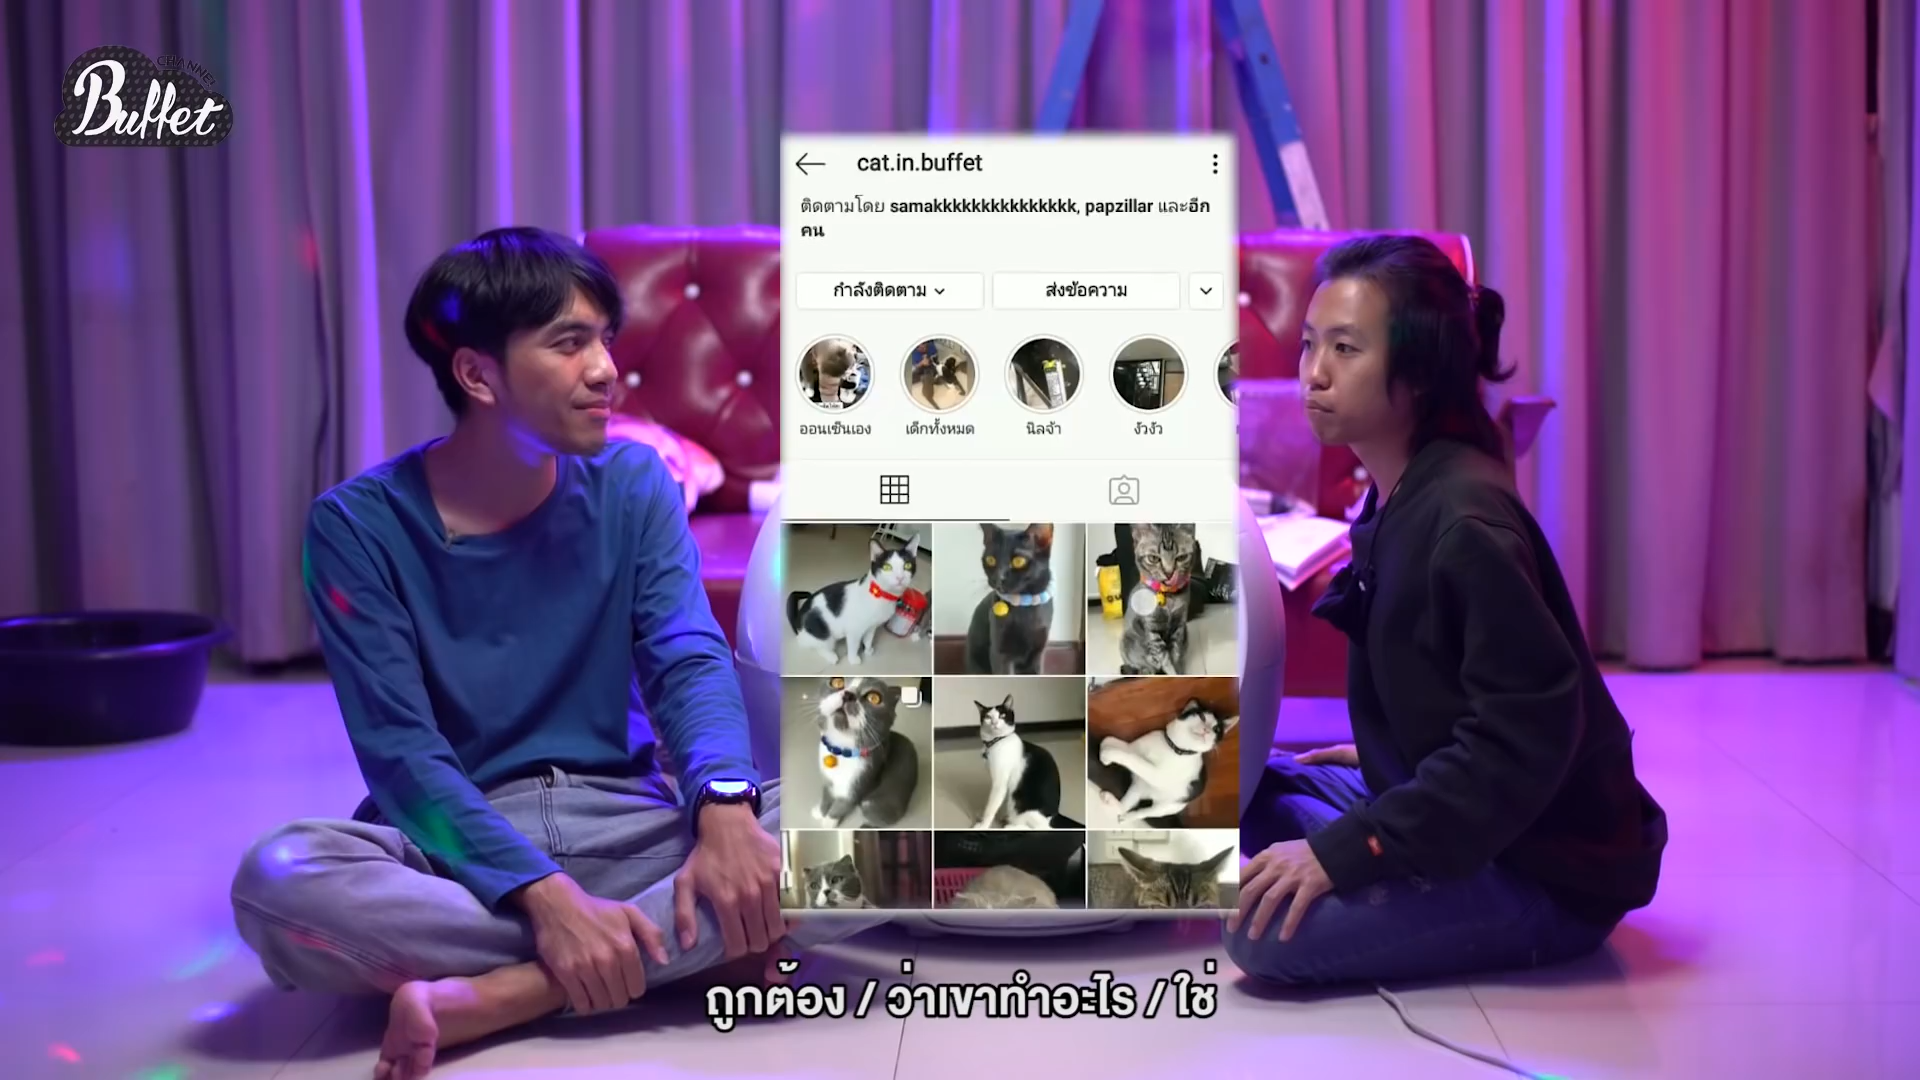 CHANNEL
Buffet
cat.in.buffet
ติดตามโดย samakkkkkkkkkkkkkkk, papzillar และอีก
คน
กำลังติดตาม
ส่งข้อความ
ออนเซ็นเอง
เด็กทั้งหมด
นิลจ๋า
งัวงัว
ถูกต้อง / ว่าเขาทำอะไร / ใช่